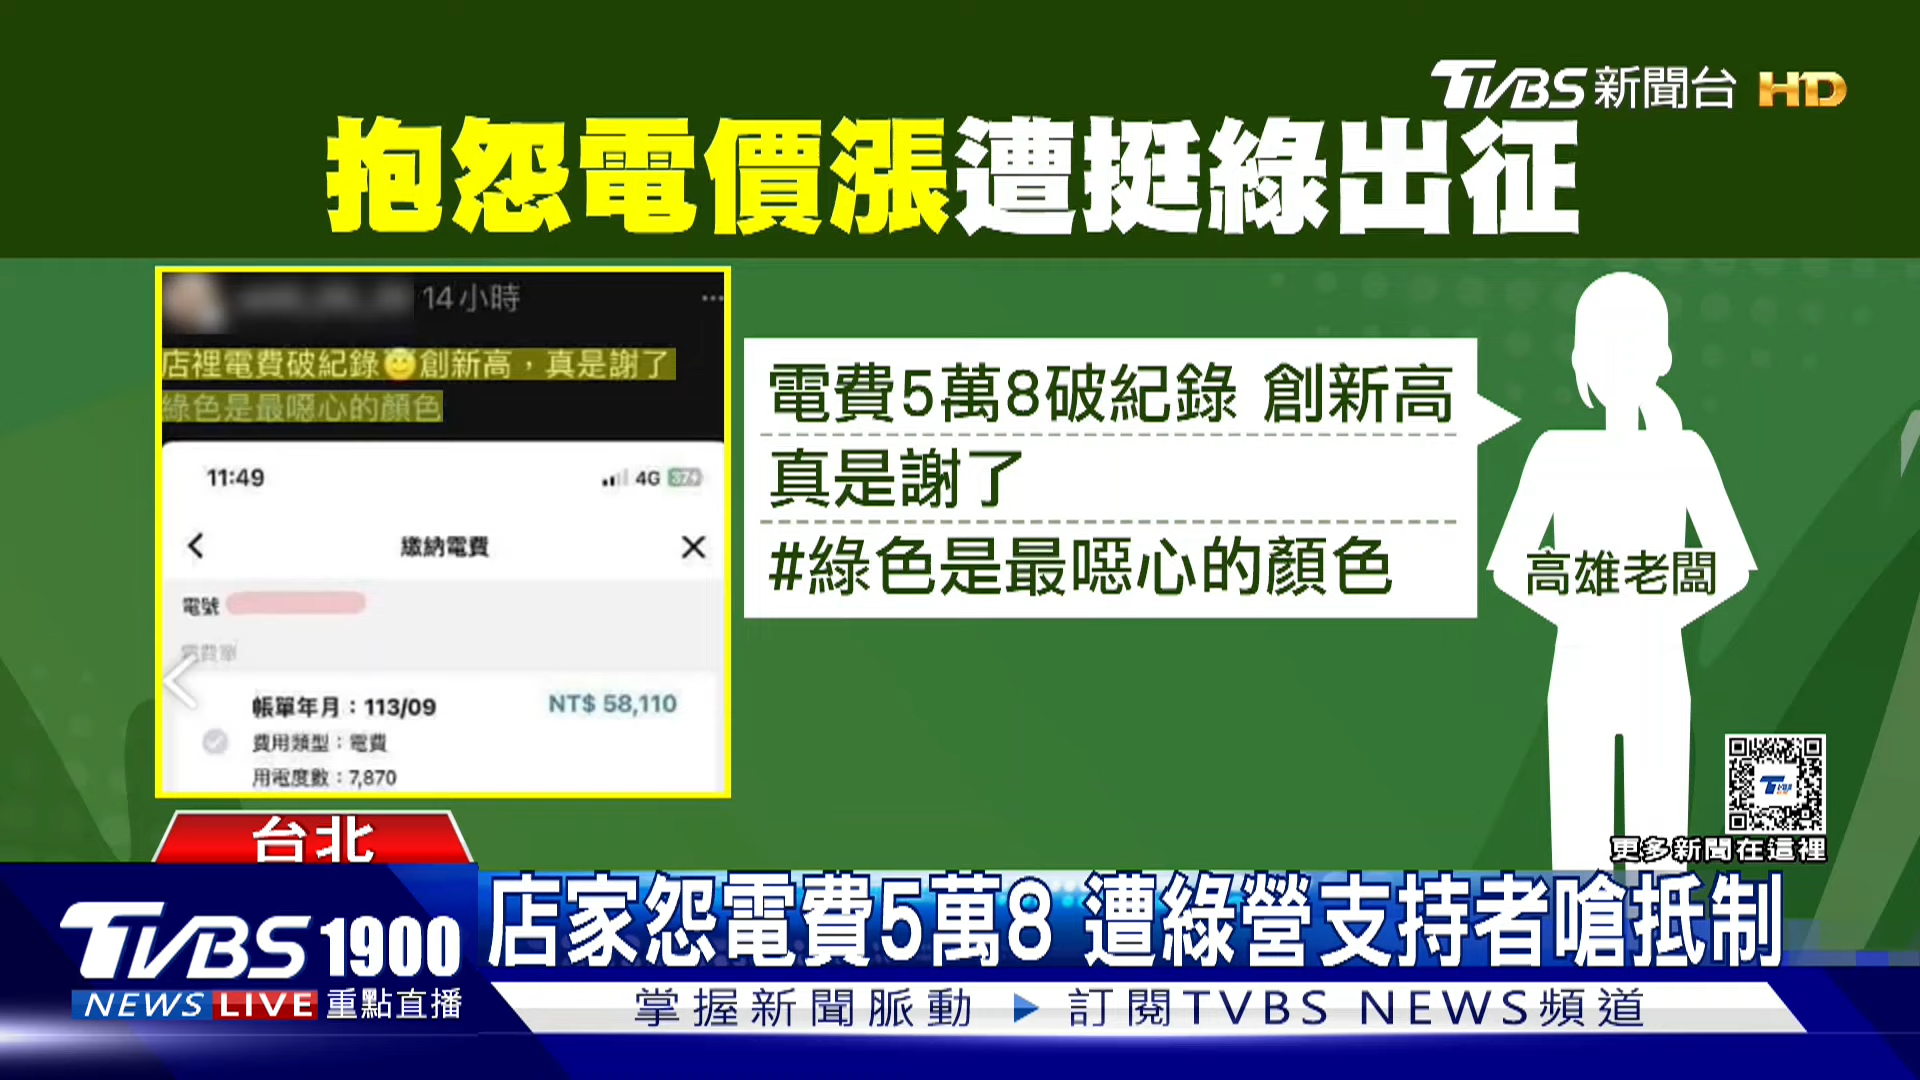 TVBS新聞台 HD
抱怨電價漲遭挺綠出征
14小時
店裡電費破紀錄😇創新高，真是謝了
綠色是最噁心的顏色
11:49
4G 37
繳納電費
電號
電費單
帳單年月：113/09
NT$ 58,110
費用類型：電費
用電度數：7,870
電費5萬8破紀錄 創新高
真是謝了
#綠色是最噁心的顏色
高雄老闆
TVBS
更多新聞在這裡
台北
店家怨電費5萬8 遭綠營支持者嗆抵制
TVBS 1900
NEWS LIVE 重點直播
掌握新聞脈動 ▶ 訂閱TVBS NEWS頻道